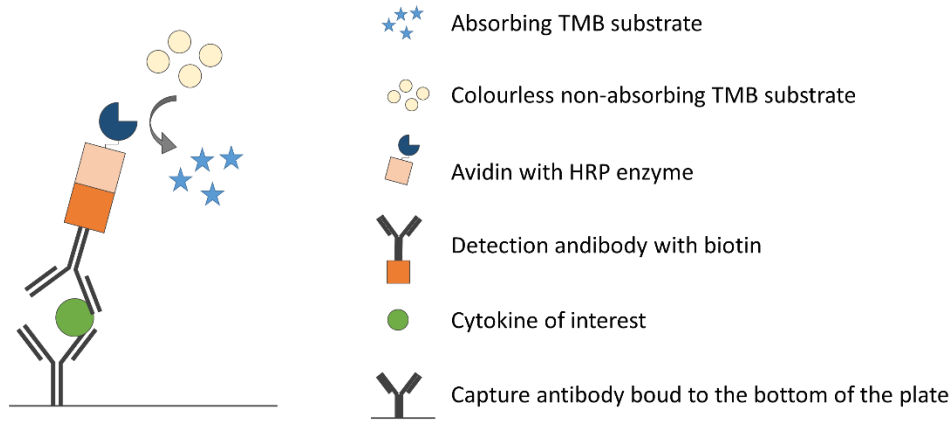 Absorbing TMB substrate
Colourless non-absorbing TMB substrate
Avidin with HRP enzyme
Detection andibody with biotin
Cytokine of interest
Capture antibody boud to the bottom of the plate